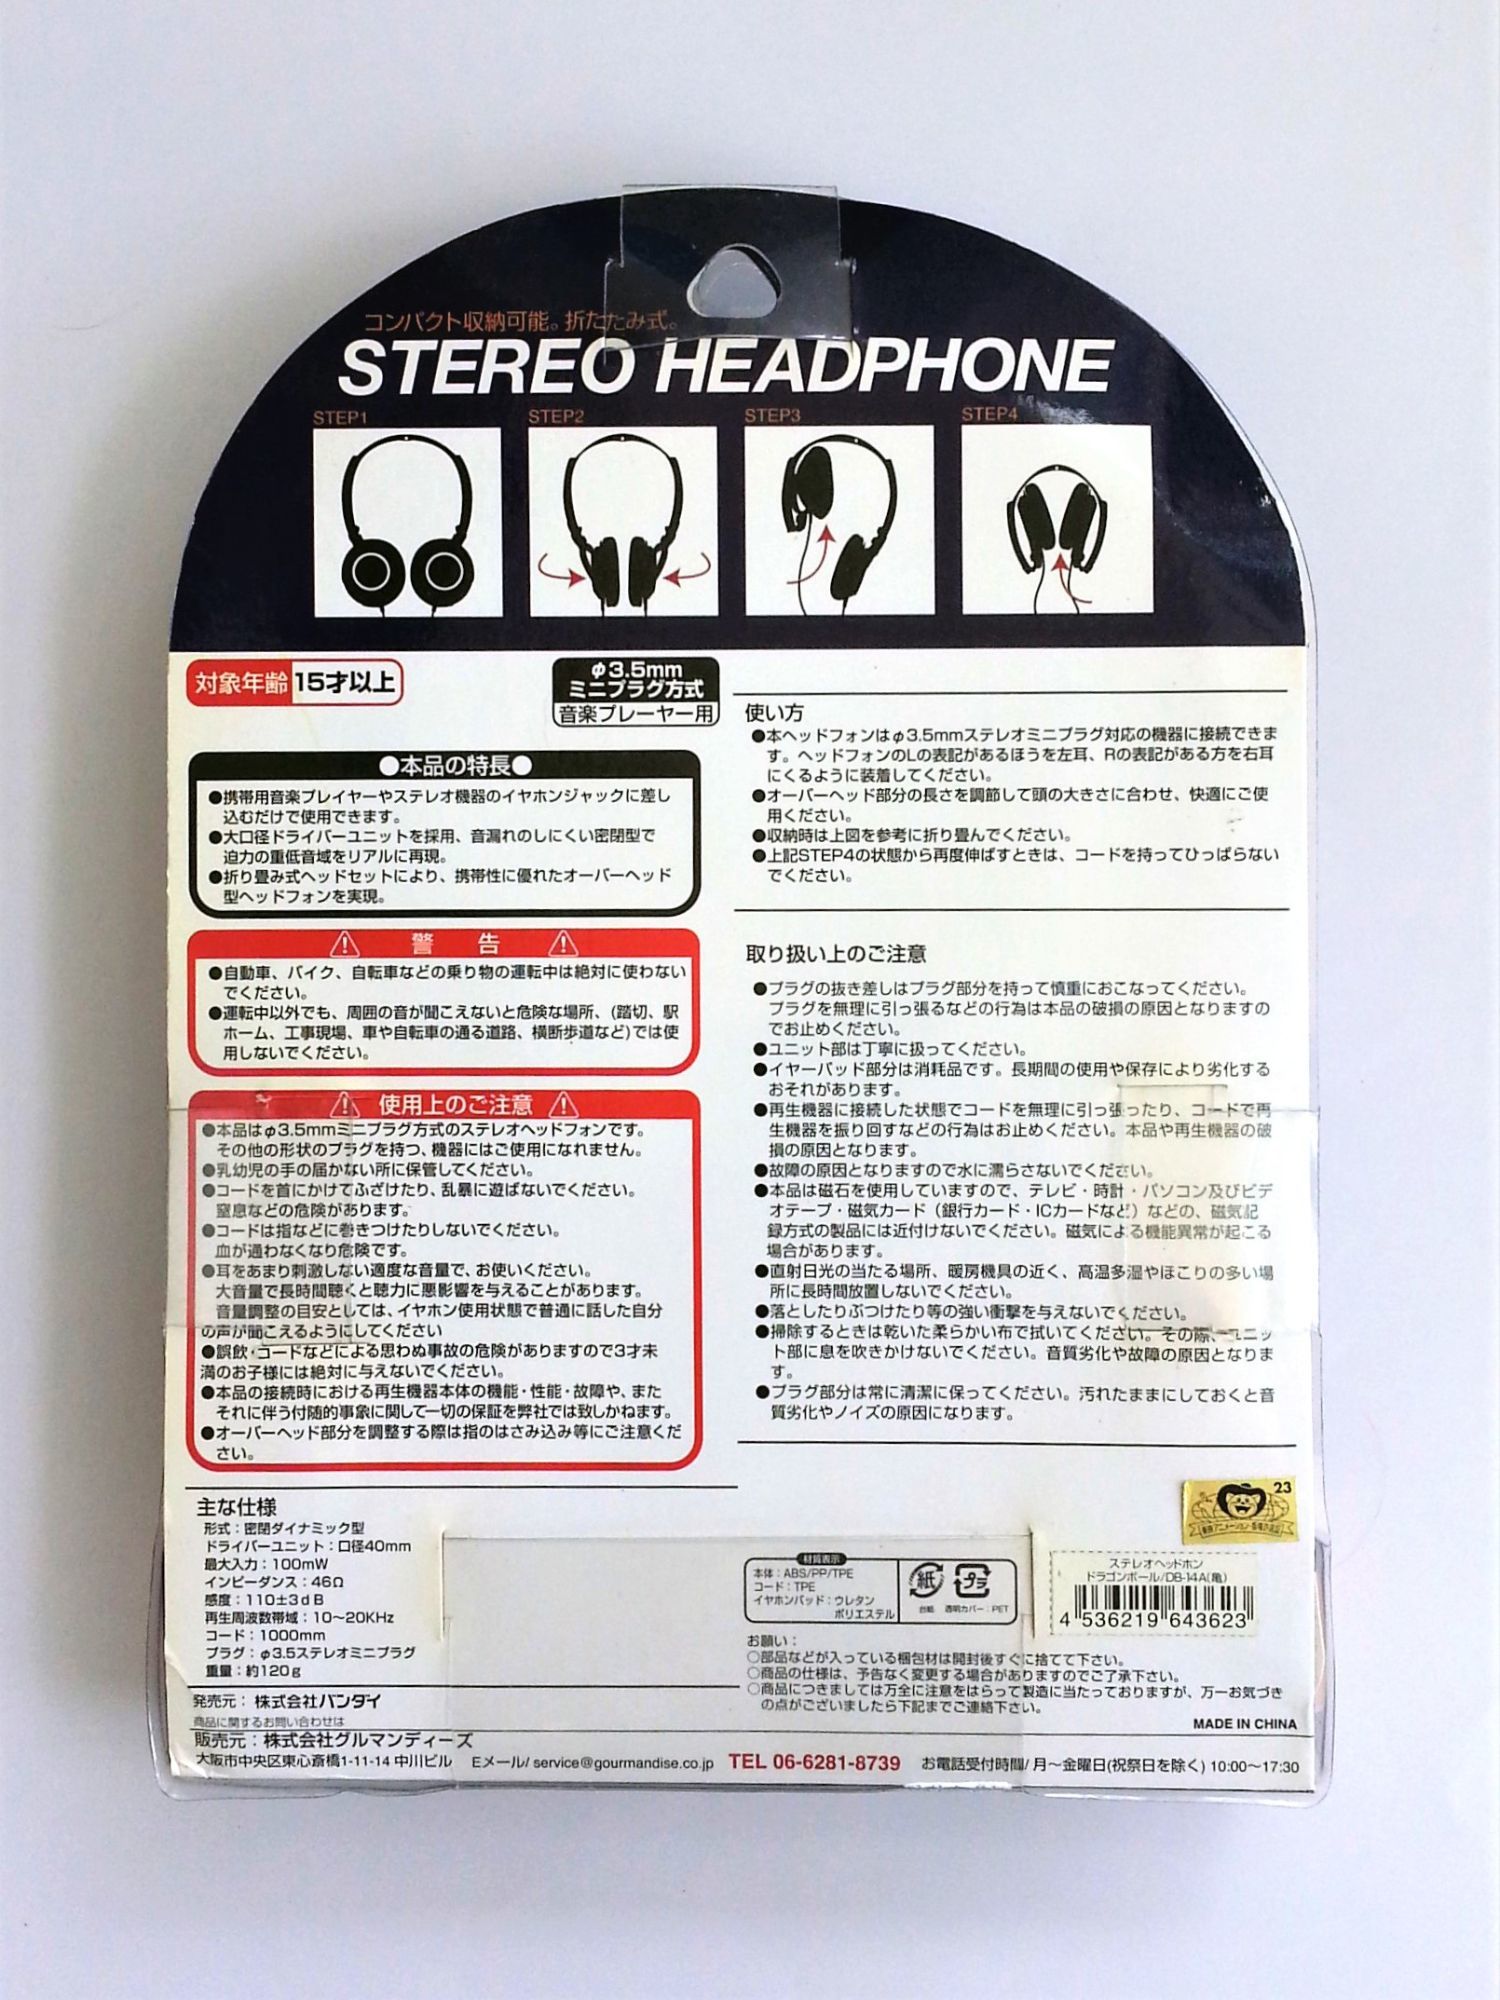 コンパクト収納可能。折たたみ式。
STEREO HEADPHONE
STEP1
STEP2
STEP3
STEP4
対象年齢 15才以上
φ3.5mm
ミニプラグ方式
音楽プレーヤー用
●本品の特長●
●携帯用音楽プレイヤーやステレオ機器のイヤホンジャックに差し
込むだけで使用できます。
●大口径ドライバーユニットを採用、音漏れのしにくい密閉型で
迫力の重低音域をリアルに再現。
●折り畳み式ヘッドセットにより、携帯性に優れたオーバーヘッド
型ヘッドフォンを実現。
警 告
●自動車、バイク、自転車などの乗り物の運転中は絶対に使わない
でください。
●運転中以外でも、周囲の音が聞こえないと危険な場所、(踏切、駅
ホーム、工事現場、車や自転車の通る道路、横断歩道など)では使
用しないでください。
使用上のご注意
●本品はφ3.5mmミニプラグ方式のステレオヘッドフォンです。
その他の形状のプラグを持つ、機器にはご使用になれません。
●乳幼児の手の届かない所に保管してください。
●コードを首にかけてふざけたり、乱暴に遊ばないでください。
窒息などの危険があります。
●コードは指などに巻きつけたりしないでください。
血が通わなくなり危険です。
●耳をあまり刺激しない適度な音量で、お使いください。
大音量で長時間聴くと聴力に悪影響を与えることがあります。
音量調整の目安としては、イヤホン使用状態で普通に話した自分
の声が聞こえるようにしてください
●誤飲・コードなどによる思わぬ事故の危険がありますので3才未
満のお子様には絶対に与えないでください。
●本品の接続時における再生機器本体の機能・性能・故障や、また
それに伴う付随的事象に関して一切の保証を弊社では致しかねます。
●オーバーヘッド部分を調整する際は指のはさみ込み等にご注意くだ
さい。
主な仕様
形式：密閉ダイナミック型
ドライバーユニット：口径40mm
最大入力：100mW
インピーダンス：46Ω
感度：110±3dB
再生周波数帯域：10〜20KHz
コード：1000mm
プラグ：φ3.5ステレオミニプラグ
重量：約120g
使い方
●本ヘッドフォンはφ3.5mmステレオミニプラグ対応の機器に接続できま
す。ヘッドフォンのLの表記があるほうを左耳、Rの表記がある方を右耳
にくるように装着してください。
●オーバーヘッド部分の長さを調節して頭の大きさに合わせ、快適にご使
用ください。
●収納時は上図を参考に折り畳んでください。
●上記STEP4の状態から再度伸ばすときは、コードを持ってひっぱらない
でください。
取り扱い上のご注意
●プラグの抜き差しはプラグ部分を持って慎重におこなってください。
プラグを無理に引っ張るなどの行為は本品の破損の原因となりますの
でお止めください。
●ユニット部は丁寧に扱ってください。
●イヤーパッド部分は消耗品です。長期間の使用や保存により劣化する
おそれがあります。
●再生機器に接続した状態でコードを無理に引っ張ったり、コードで再
生機器を振り回すなどの行為はお止めください。本品や再生機器の破
損の原因となります。
●故障の原因となりますので水に濡らさないでください。
●本品は磁石を使用していますので、テレビ・時計・パソコン及びビデ
オテープ・磁気カード（銀行カード・ICカードなど）などの、磁気記
録方式の製品には近付けないでください。磁気による機能異常が起こる
場合があります。
●直射日光の当たる場所、暖房機具の近く、高温多湿やほこりの多い場
所に長時間放置しないでください。
●落としたりぶつけたり等の強い衝撃を与えないでください。
●掃除するときは乾いた柔らかい布で拭いてください。その際、ユニッ
ト部に息を吹きかけないでください。音質劣化や故障の原因となりま
す。
●プラグ部分は常に清潔に保ってください。汚れたままにしておくと音
質劣化やノイズの原因になります。
23
材質表示
本体：ABS/PP/TPE
コード：TPE
イヤホンパッド：ウレタン
ポリエステル
紙
台紙
プラ
透明カバー：PET
ステレオヘッドホン
ドラゴンボール/DB-14A(亀)
4 536219 643623
お願い：
○部品などが入っている梱包材は開封後すぐに捨てて下さい。
○商品の仕様は、予告なく変更する場合がありますのでご了承下さい。
○商品につきましては万全に注意をはらって製造に当たっておりますが、万一お気づき
の点がございましたら下記までご連絡下さい。
MADE IN CHINA
発売元：株式会社バンダイ
商品に関するお問い合わせは
販売元：株式会社グルマンディーズ
大阪市中央区東心斎橋1-11-14 中川ビル Eメール/ service@gourmandise.co.jp TEL 06-6281-8739 お電話受付時間/ 月〜金曜日(祝祭日を除く) 10:00〜17:30